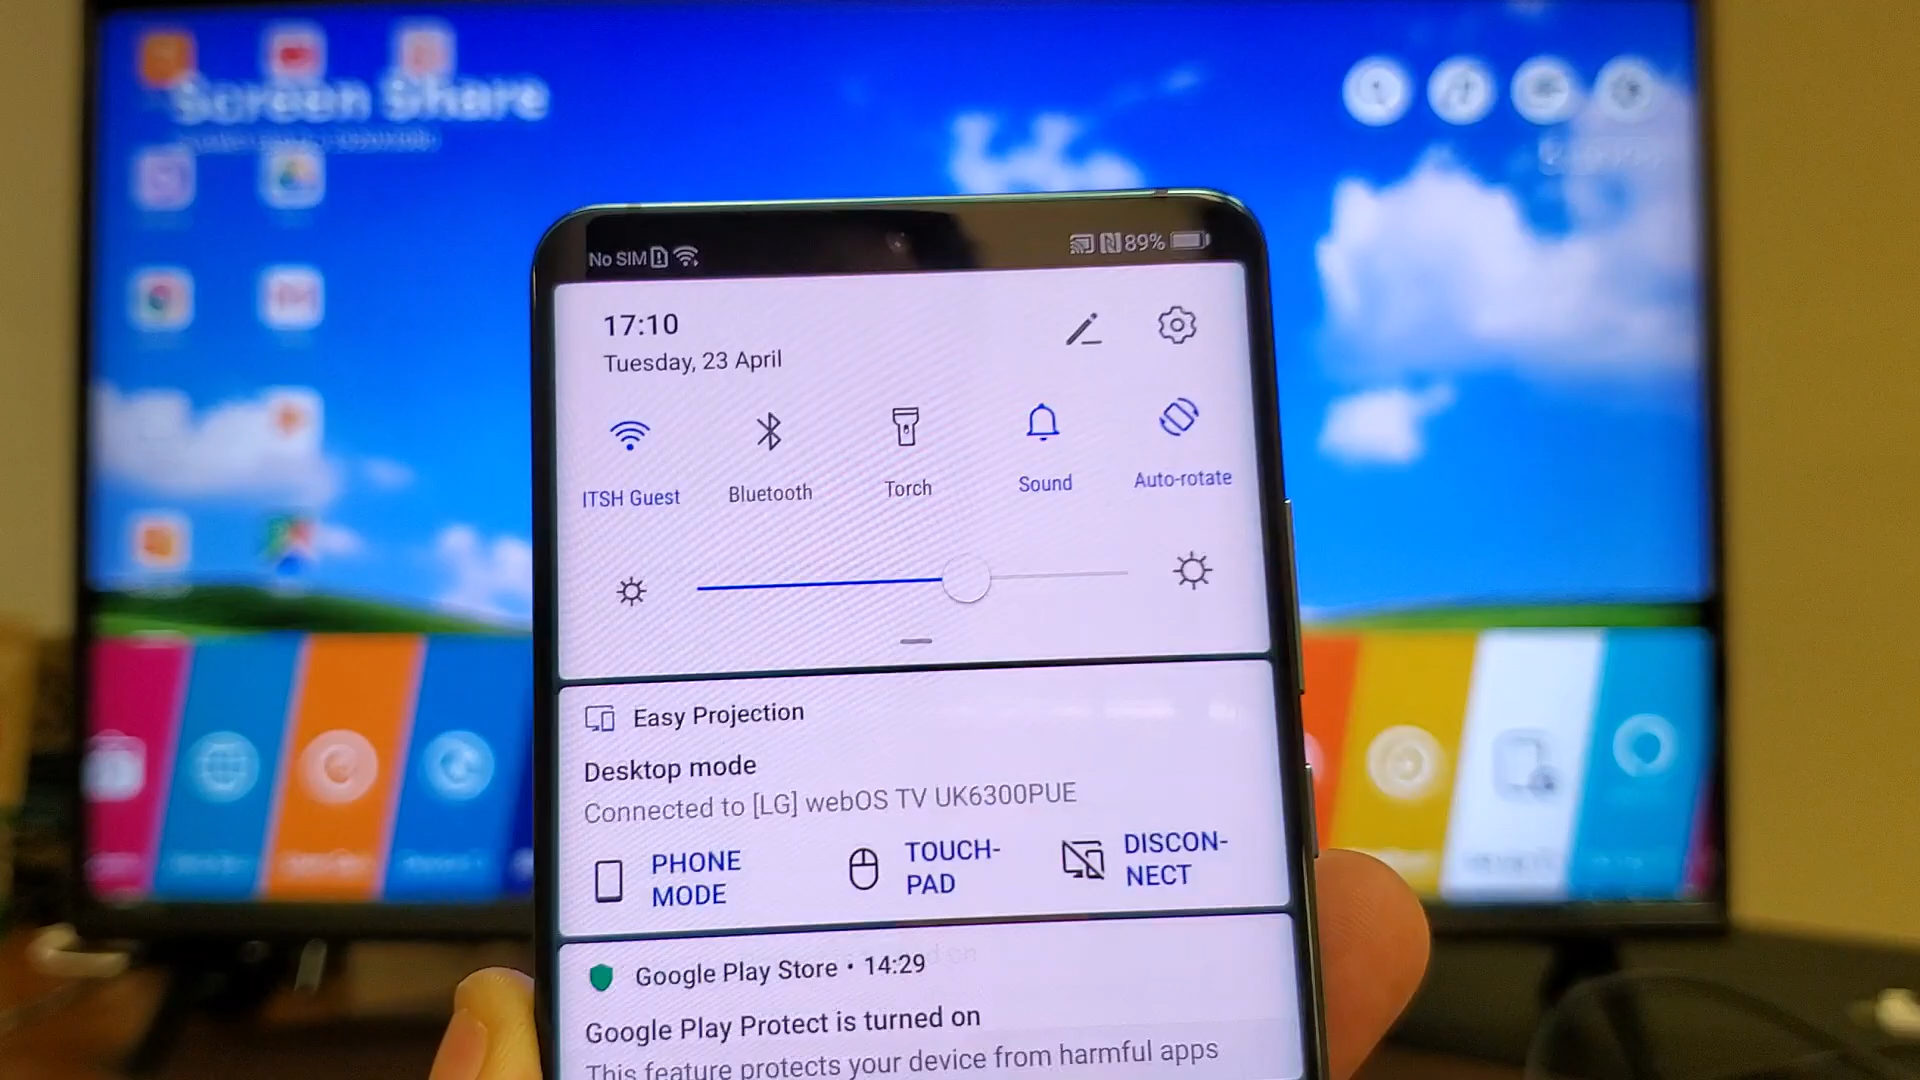 Screen Share
No SIM
89%
17:10
Tuesday, 23 April
ITSH Guest
Bluetooth
Torch
Sound
Auto-rotate
Easy Projection
Desktop mode
Connected to [LG] webOS TV UK6300PUE
PHONE
MODE
TOUCH-
PAD
DISCON-
NECT
Google Play Store • 14:29
Google Play Protect is turned on
This feature protects your device from harmful apps